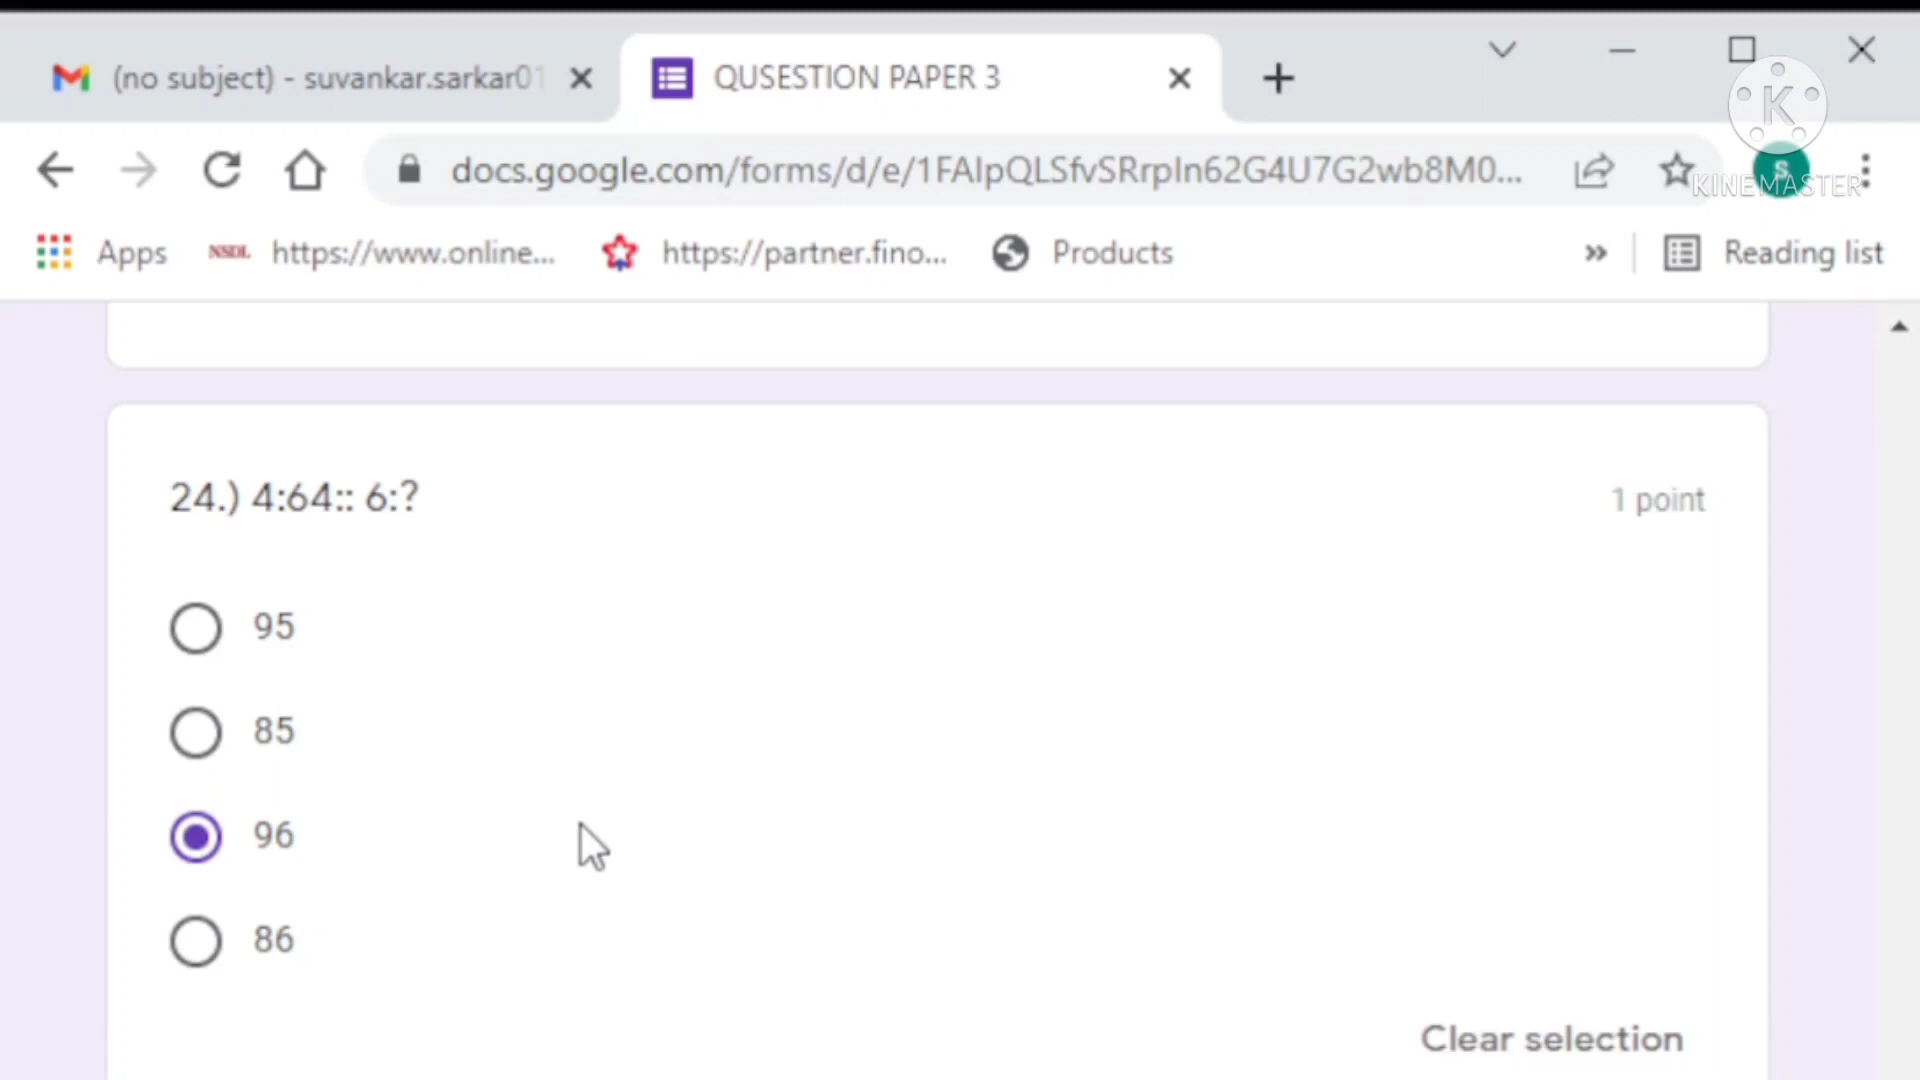 (no subject) - suvankar.sarkar01
QUSESTION PAPER 3
K
docs.google.com/forms/d/e/1FAIpQLSfvSRrpIn62G4U7G2wb8M0...
S
KINEMASTER
Apps
NSDL https://www.online...
https://partner.fino...
Products
»
Reading list
24.) 4:64:: 6:?
1 point
95
85
96
86
Clear selection